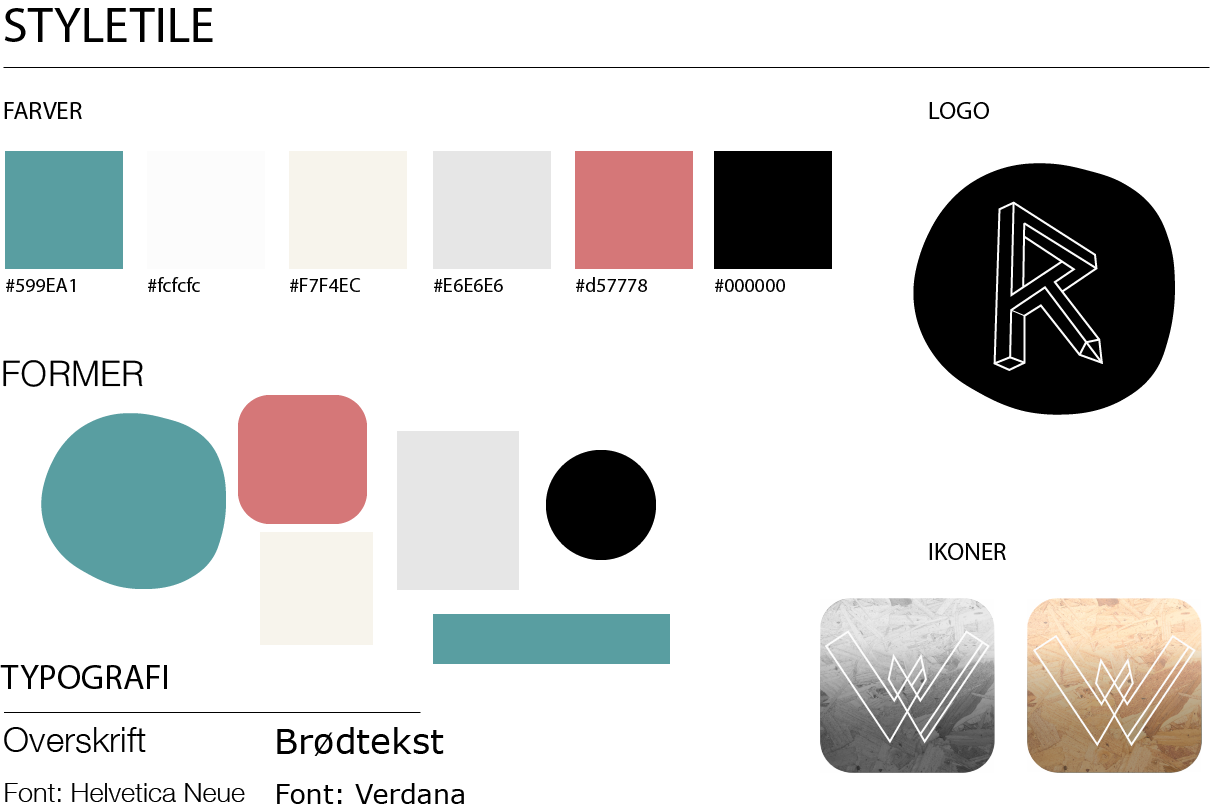 STYLETILE
FARVER
LOGO
#599EA1
#fcfcfc
#F7F4EC
#E6E6E6
#d57778
#000000
R
FORMER
IKONER
W
W
TYPOGRAFI
Overskrift
Brødtekst
Font: Helvetica Neue
Font: Verdana